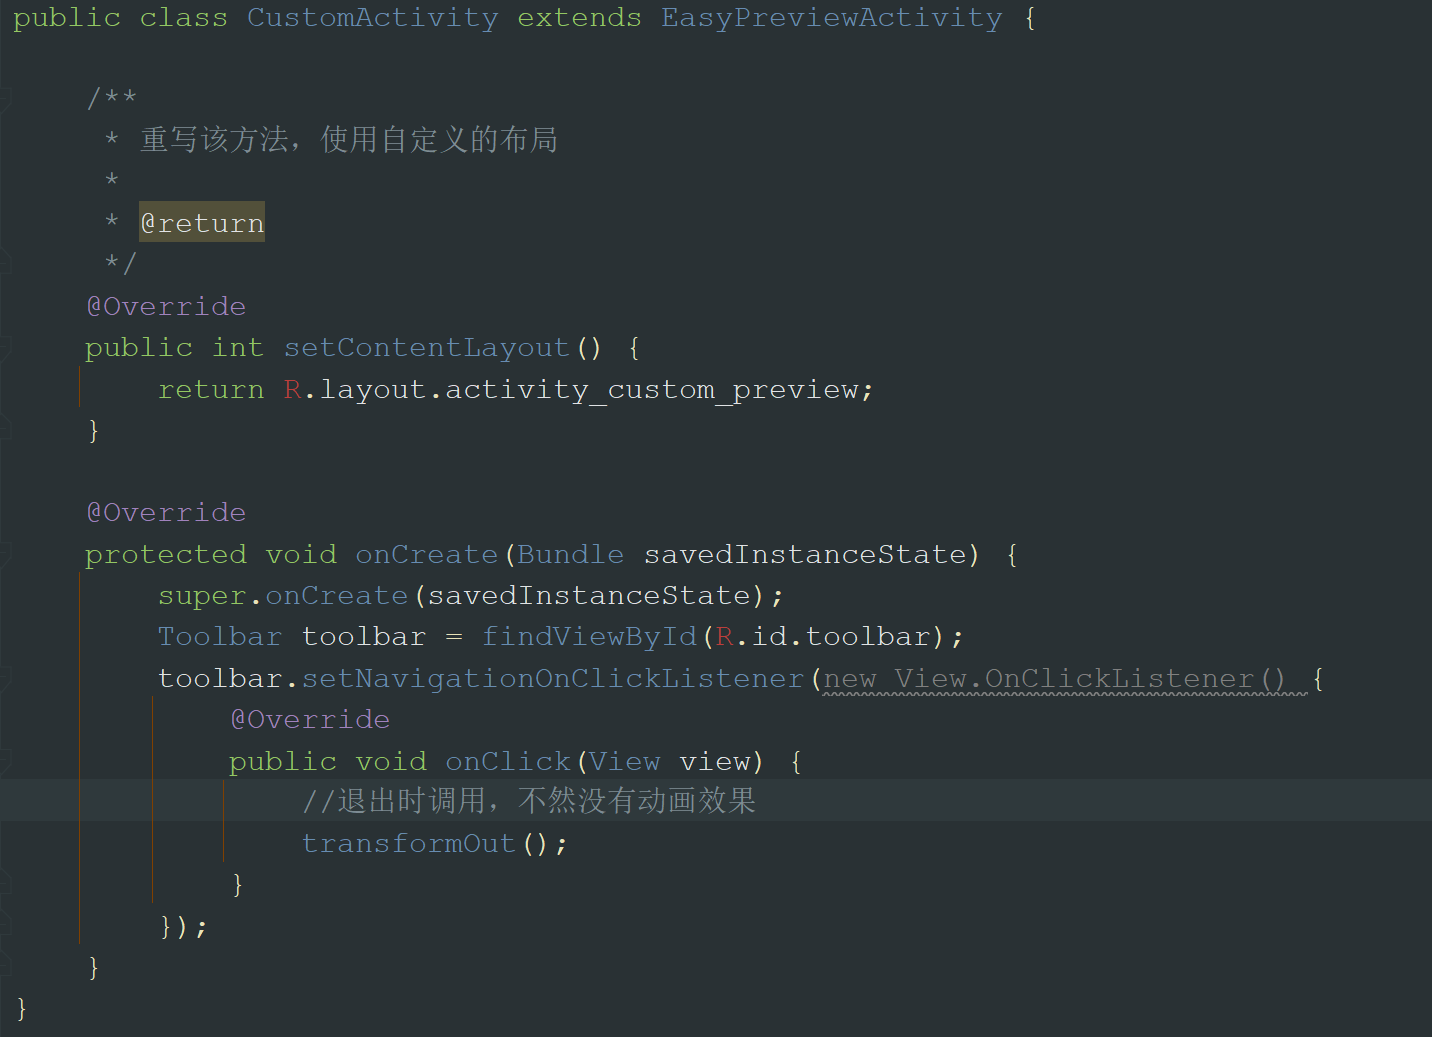 public class CustomActivity extends EasyPreviewActivity {
/**
* 重写该方法，使用自定义的布局
*
* @return
*/
@Override
public int setContentLayout() {
return R.layout.activity_custom_preview;
}
@Override
protected void onCreate(Bundle savedInstanceState) {
super.onCreate(savedInstanceState);
Toolbar toolbar = findViewById(R.id.toolbar);
toolbar.setNavigationOnClickListener(new View.OnClickListener() {
@Override
public void onClick(View view) {
//退出时调用，不然没有动画效果
transformOut();
}
});
}
}